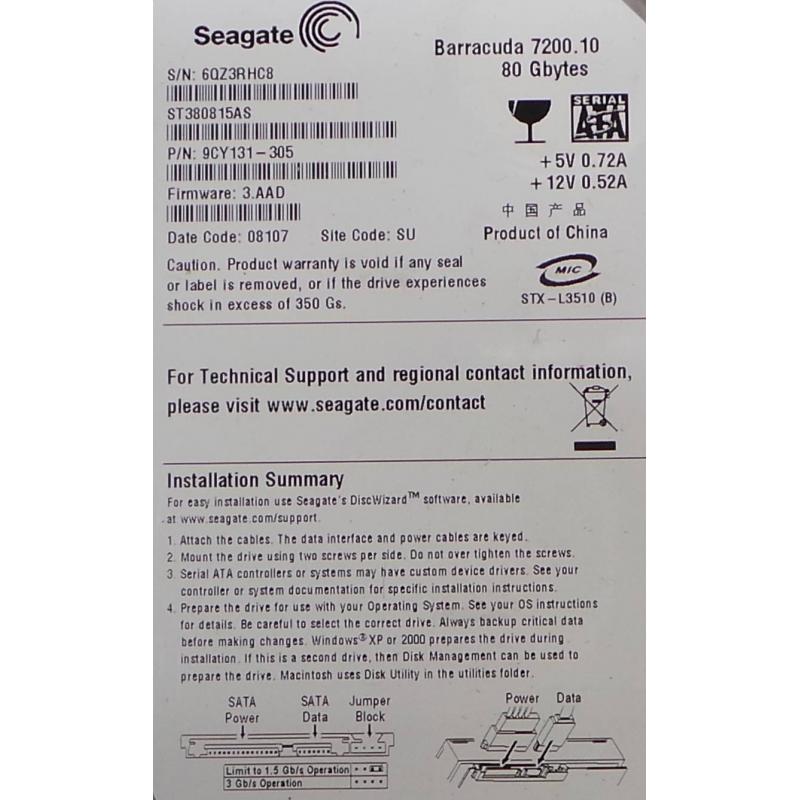 Seagate
Barracuda 7200.10
80 Gbytes
S/N: 6QZ3RHC8
ST380815AS
P/N: 9CY131-305
Firmware: 3.AAD
Date Code: 08107 Site Code: SU
SERIAL
ATA
+5V 0.72A
+12V 0.52A
中国产品
Product of China
MIC
STX-L3510 (B)
Caution. Product warranty is void if any seal
or label is removed, or if the drive experiences
shock in excess of 350 Gs.
For Technical Support and regional contact information,
please visit www.seagate.com/contact
Installation Summary
For easy installation use Seagate's DiscWizard™ software, available
at www.seagate.com/support.
1. Attach the cables. The data interface and power cables are keyed.
2. Mount the drive using two screws per side. Do not over tighten the screws.
3. Serial ATA controllers or systems may have custom device drivers. See your
controller or system documentation for specific installation instructions.
4. Prepare the drive for use with your Operating System. See your OS instructions
for details. Be careful to select the correct drive. Always backup critical data
before making changes. Windows® XP or 2000 prepares the drive during
installation. If this is a second drive, then Disk Management can be used to
prepare the drive. Macintosh uses Disk Utility in the utilities folder.
SATA Power
SATA Data
Jumper Block
Power Data
Limit to 1.5 Gb/s Operation
3 Gb/s Operation